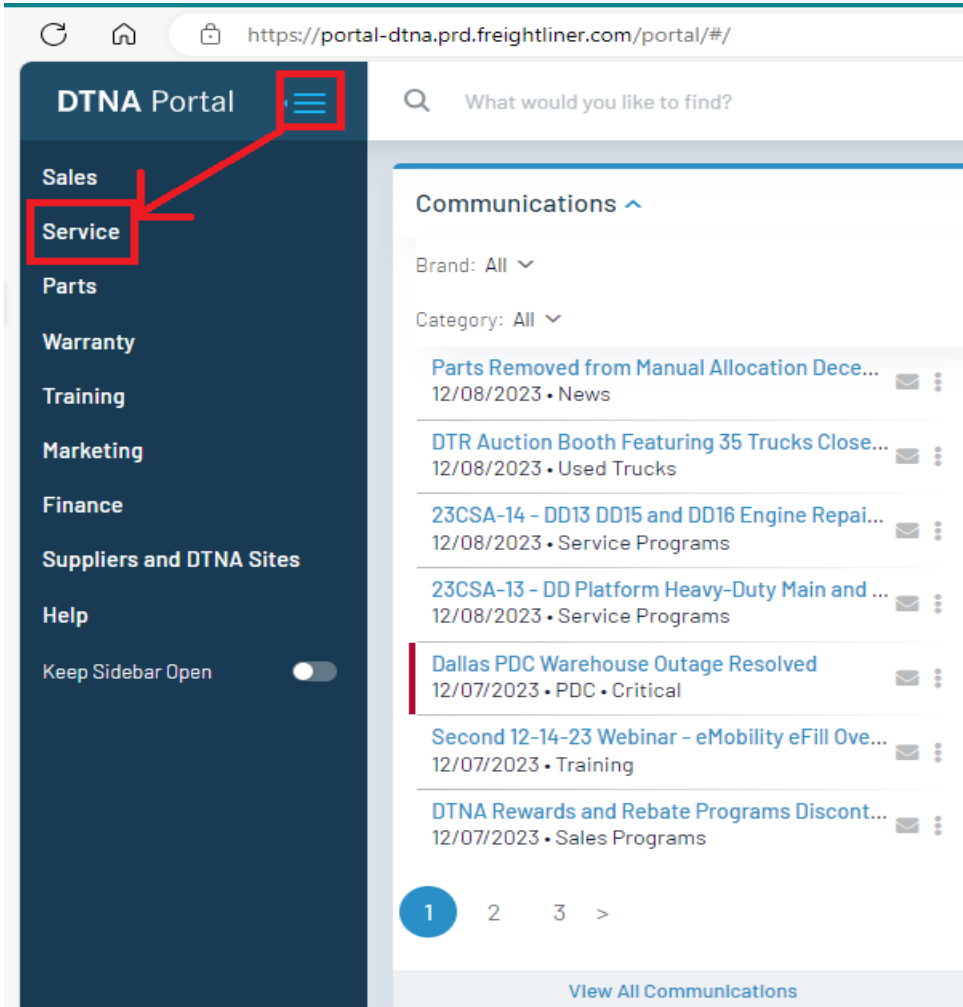 https://portal-dtna.prd.freightliner.com/portal/#/
DTNA Portal
What would you like to find?
Sales
Service
Parts
Warranty
Training
Marketing
Finance
Suppliers and DTNA Sites
Help
Keep Sidebar Open
Communications
Brand: All
Category: All
Parts Removed from Manual Allocation Dece...
12/08/2023 • News
DTR Auction Booth Featuring 35 Trucks Close...
12/08/2023 • Used Trucks
23CSA-14 - DD13 DD15 and DD16 Engine Repai...
12/08/2023 • Service Programs
23CSA-13 - DD Platform Heavy-Duty Main and ...
12/08/2023 • Service Programs
Dallas PDC Warehouse Outage Resolved
12/07/2023 • PDC • Critical
Second 12-14-23 Webinar - eMobility eFill Ove...
12/07/2023 • Training
DTNA Rewards and Rebate Programs Discont...
12/07/2023 • Sales Programs
1 2 3 >
View All Communications